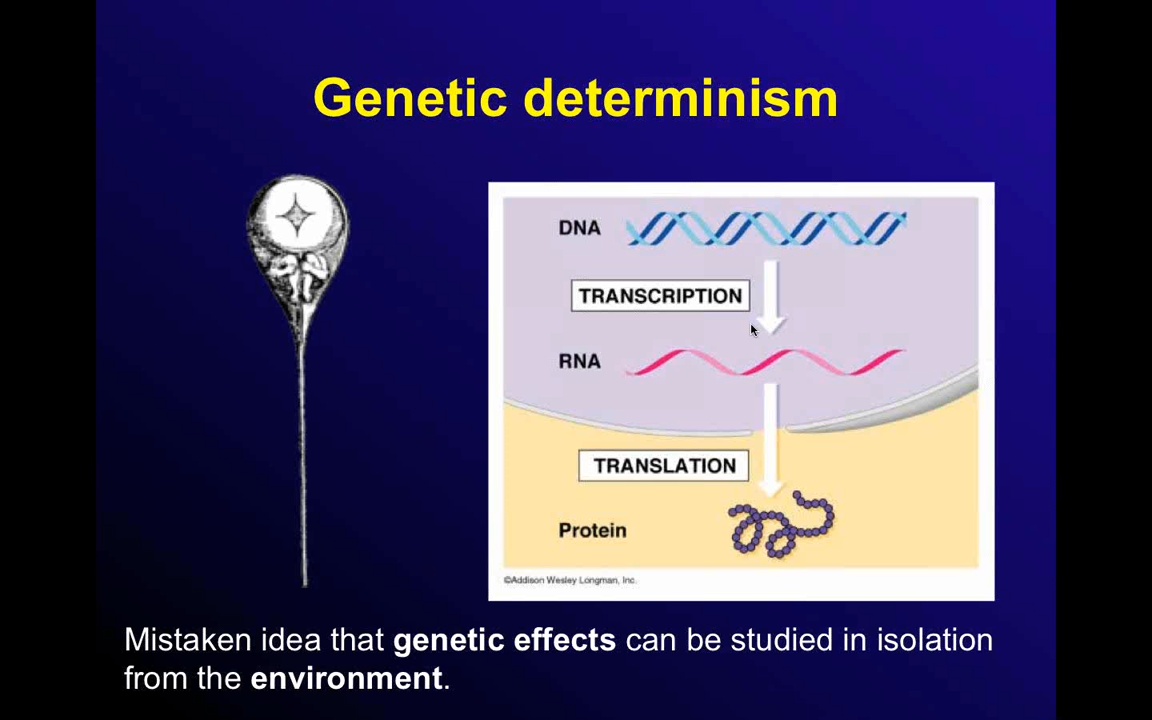 Genetic determinism
DNA
TRANSCRIPTION
RNA
TRANSLATION
Protein
©Addison Wesley Longman, Inc.
Mistaken idea that genetic effects can be studied in isolation
from the environment.